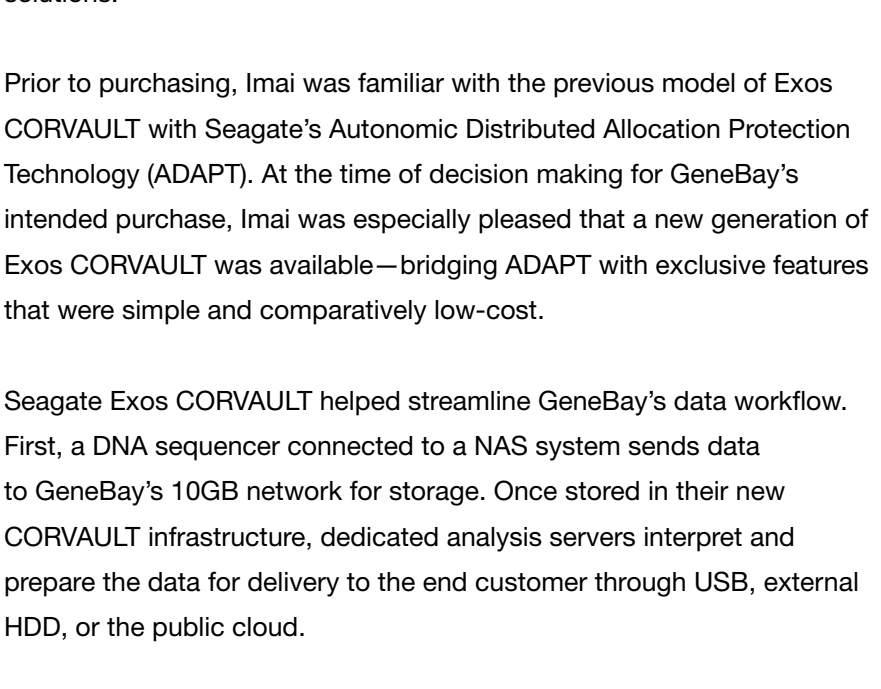 solutions.
Prior to purchasing, Imai was familiar with the previous model of Exos
CORVAULT with Seagate’s Autonomic Distributed Allocation Protection
Technology (ADAPT). At the time of decision making for GeneBay’s
intended purchase, Imai was especially pleased that a new generation of
Exos CORVAULT was available—bridging ADAPT with exclusive features
that were simple and comparatively low-cost.
Seagate Exos CORVAULT helped streamline GeneBay’s data workflow.
First, a DNA sequencer connected to a NAS system sends data
to GeneBay’s 10GB network for storage. Once stored in their new
CORVAULT infrastructure, dedicated analysis servers interpret and
prepare the data for delivery to the end customer through USB, external
HDD, or the public cloud.